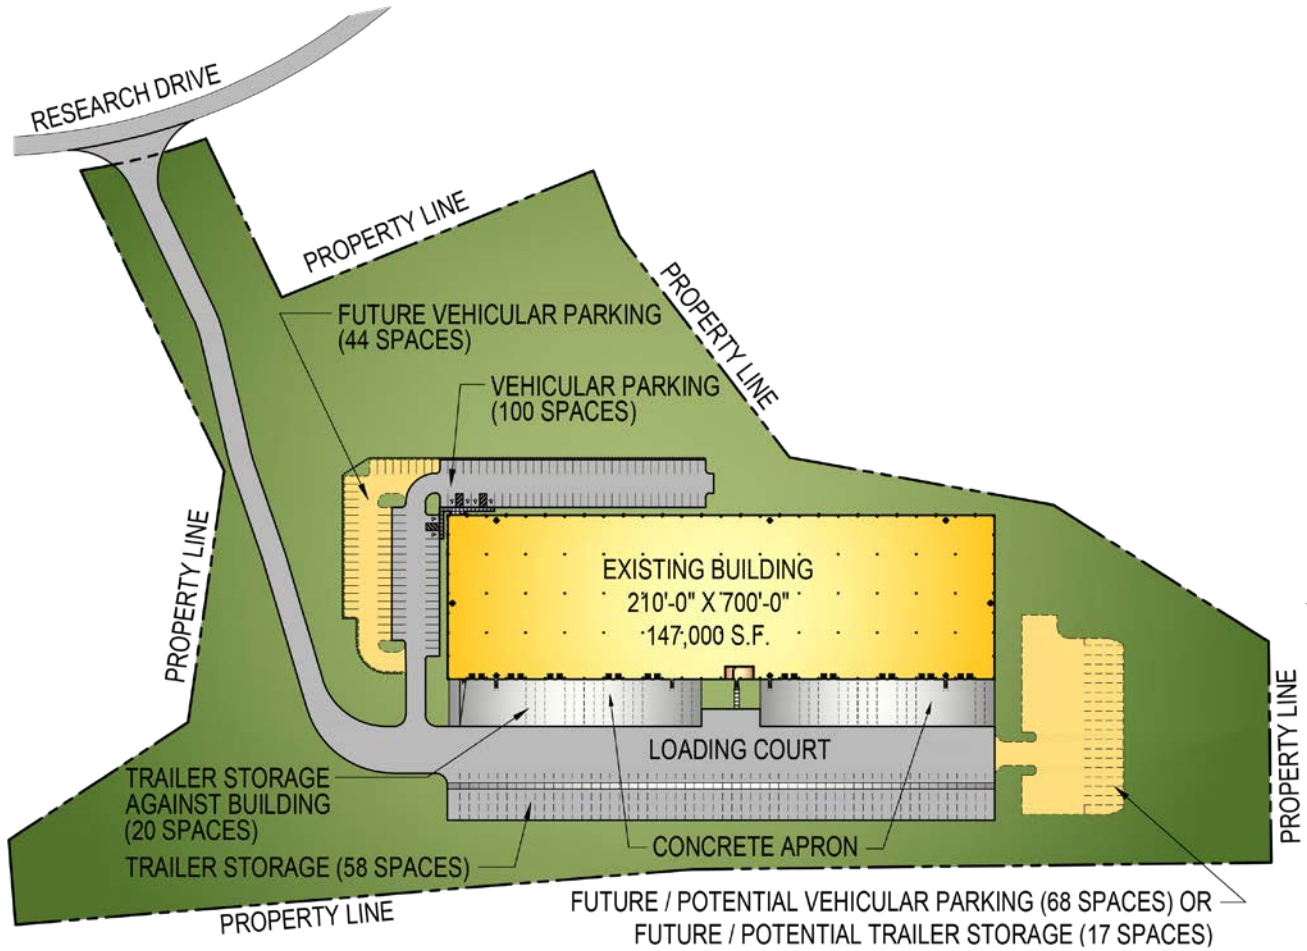 RESEARCH DRIVE
PROPERTY LINE
PROPERTY LINE
FUTURE VEHICULAR PARKING
(44 SPACES)
VEHICULAR PARKING
(100 SPACES)
PROPERTY LINE
EXISTING BUILDING
210'-0" X 700'-0"
147,000 S.F.
PROPERTY LINE
LOADING COURT
TRAILER STORAGE
AGAINST BUILDING
(20 SPACES)
TRAILER STORAGE (58 SPACES)
CONCRETE APRON
PROPERTY LINE
FUTURE / POTENTIAL VEHICULAR PARKING (68 SPACES) OR
FUTURE / POTENTIAL TRAILER STORAGE (17 SPACES)